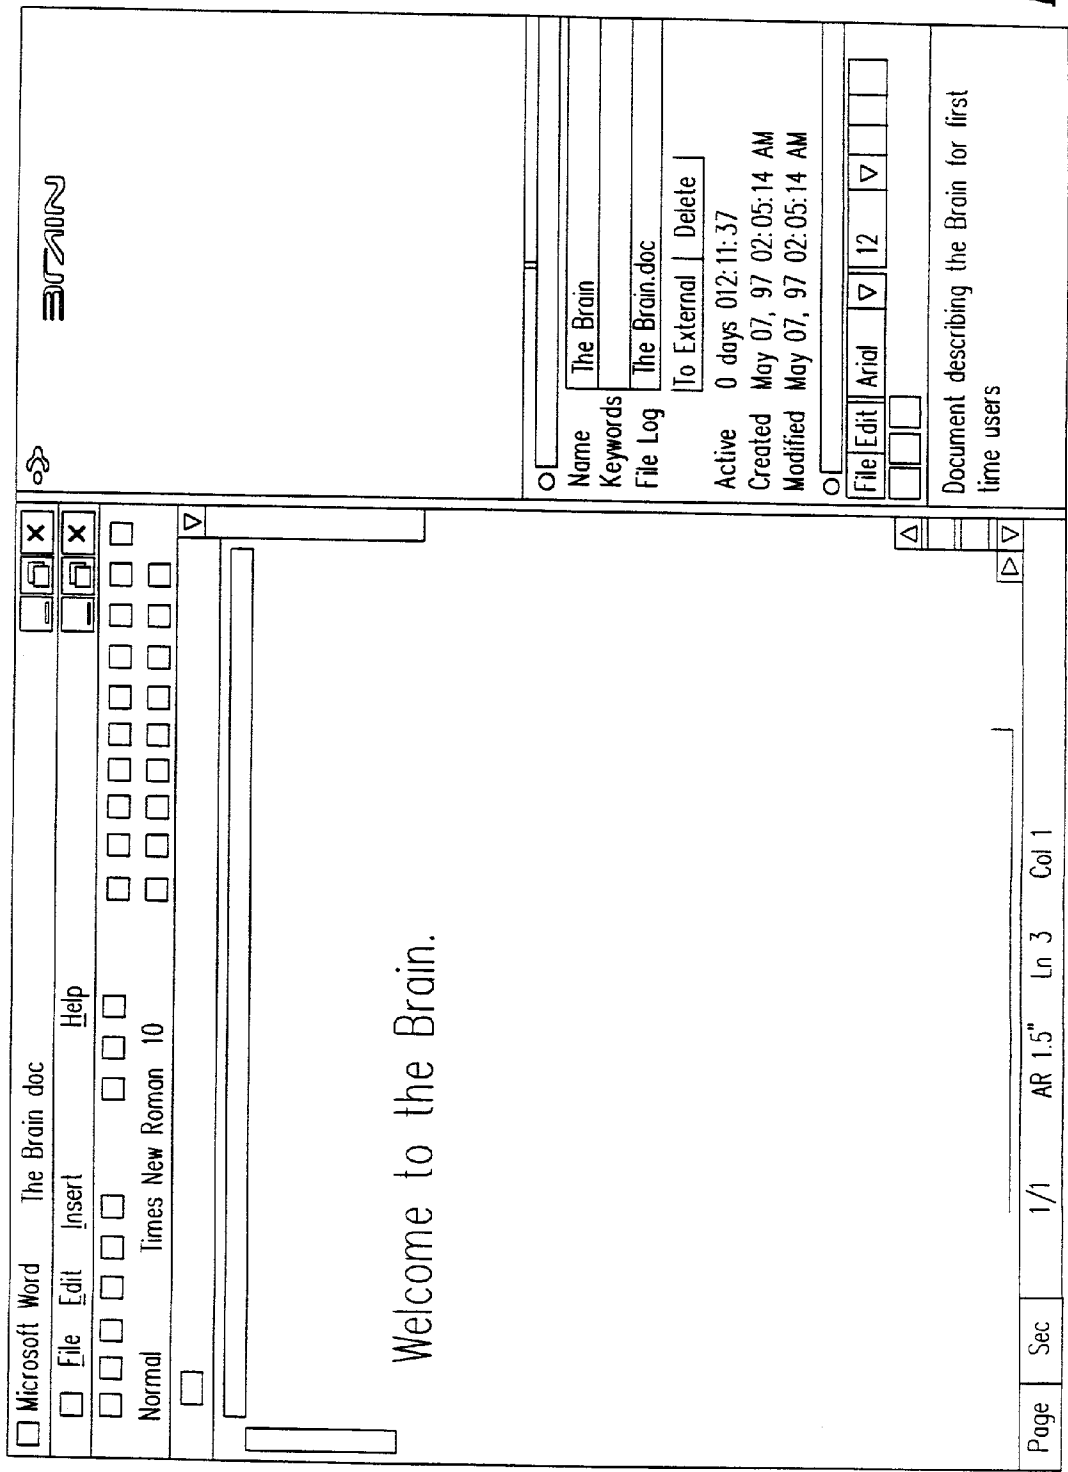 Microsoft Word The Brain doc
File Edit Insert Help
Normal Times New Roman 10
Welcome to the Brain.
Page Sec 1/1 AR 1.5" Ln 3 Col 1
BRAIN
Name The Brain
Keywords
File Log The Brain.doc
To External Delete
Active 0 days 012:11:37
Created May 07, 97 02:05:14 AM
Modified May 07, 97 02:05:14 AM
File Edit Arial 12
Document describing the Brain for first
time users